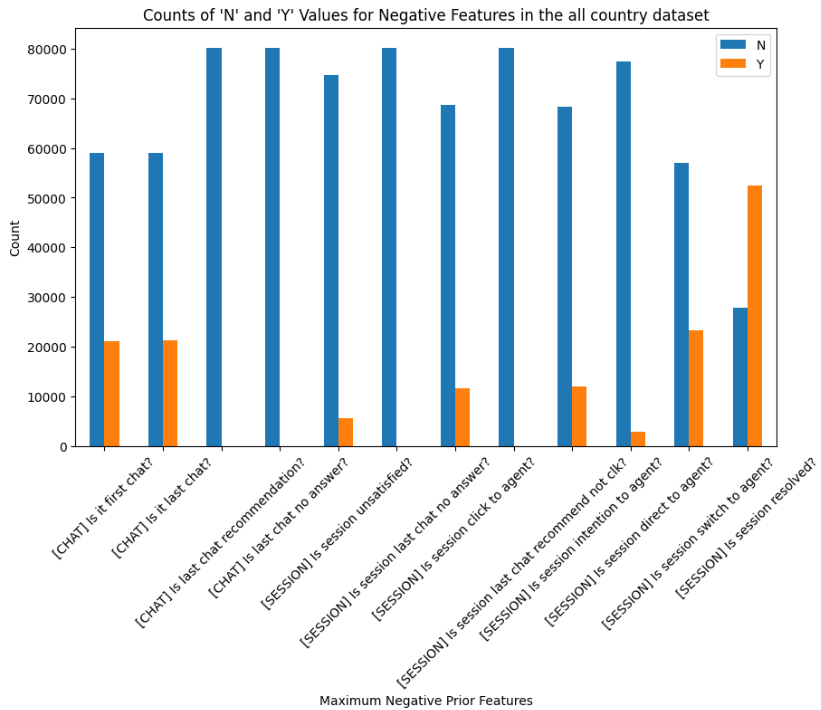 Counts of 'N' and 'Y' Values for Negative Features in the all country dataset
N
Y
80000
70000
60000
50000
40000
30000
20000
10000
0
Count
[CHAT] Is it first chat?
[CHAT] Is it last chat?
[CHAT] Is last chat recommendation?
[CHAT] Is last chat no answer?
[SESSION] Is session unsatisfied?
[SESSION] Is session last chat no answer?
[SESSION] Is session click to agent?
[SESSION] Is session last chat recommend not clk?
[SESSION] Is session intention to agent?
[SESSION] Is session direct to agent?
[SESSION] Is session switch to agent?
[SESSION] Is session resolved?
Maximum Negative Prior Features